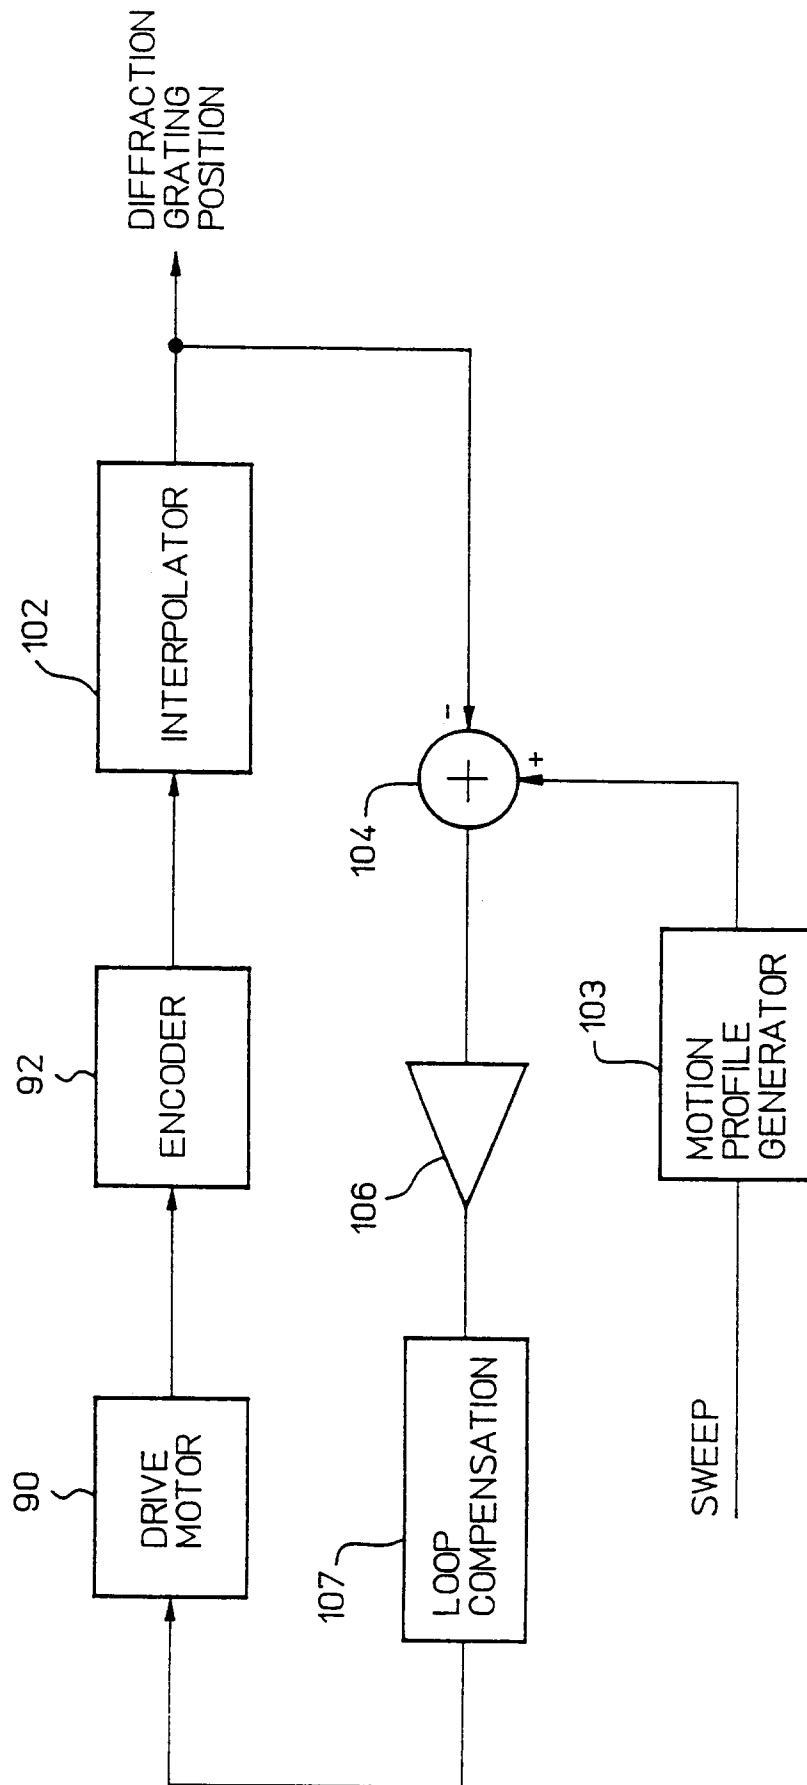 90
DRIVE
MOTOR
92
ENCODER
102
INTERPOLATOR
DIFFRACTION
GRATING
POSITION
107
LOOP
COMPENSATION
106
104
-
+
SWEEP
103
MOTION
PROFILE
GENERATOR